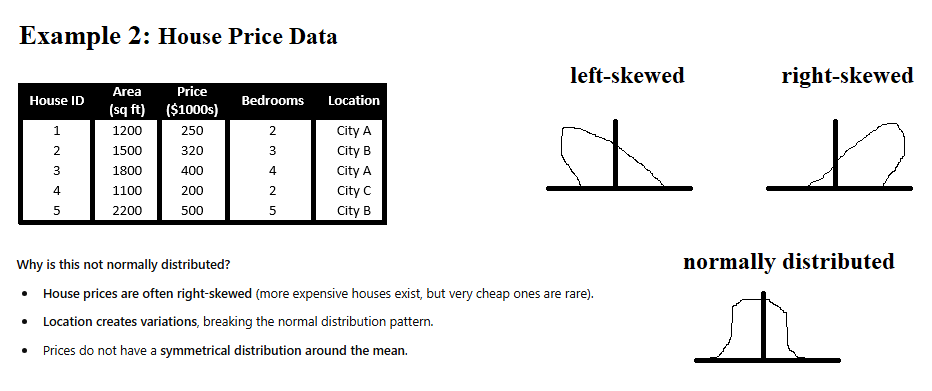 Example 2: House Price Data
left-skewed
right-skewed
House ID Area (sq ft) Price ($1000s) Bedrooms Location
1 1200 250 2 City A
2 1500 320 3 City B
3 1800 400 4 City A
4 1100 200 2 City C
5 2200 500 5 City B
Why is this not normally distributed?
• House prices are often right-skewed (more expensive houses exist, but very cheap ones are rare).
• Location creates variations, breaking the normal distribution pattern.
• Prices do not have a symmetrical distribution around the mean.
normally distributed